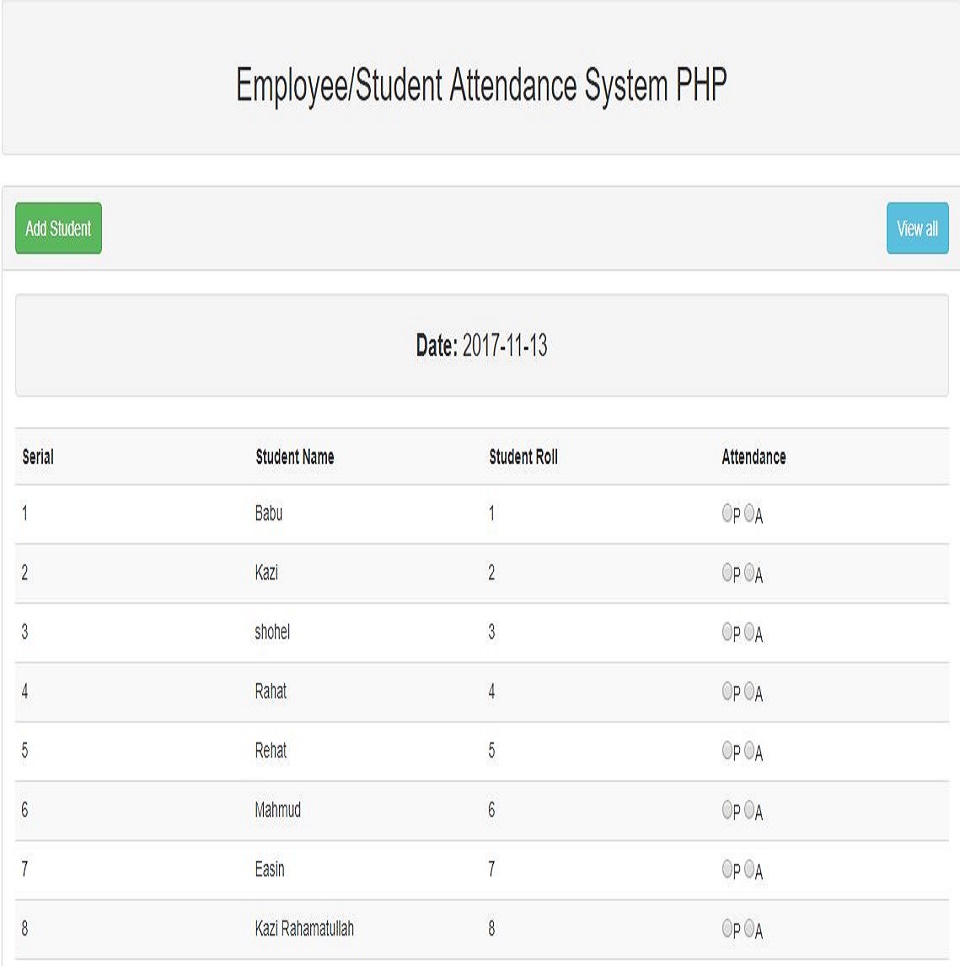 Employee/Student Attendance System PHP
Add Student View all
Date: 2017-11-13
Serial Student Name Student Roll Attendance
1 Babu 1 P A
2 Kazi 2 P A
3 shohel 3 P A
4 Rahat 4 P A
5 Rehat 5 P A
6 Mahmud 6 P A
7 Easin 7 P A
8 Kazi Rahamatullah 8 P A